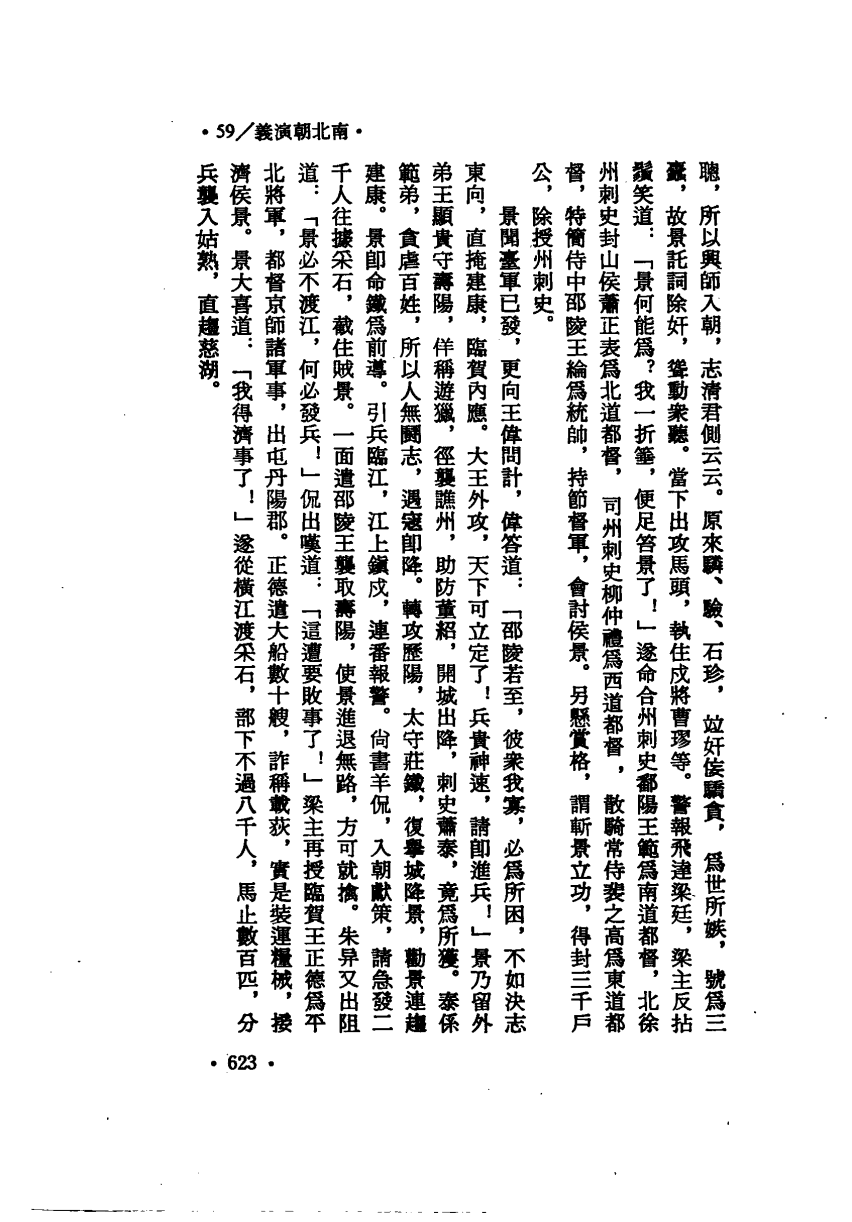 •59／義演朝北南•
聰，所以興師入朝，志清君側云云。原來驎、驗、石珍，竝奸佞驕貪，爲世所嫉，號爲三
蠹，故景託詞除奸，聳動衆聽。當下出攻馬頭，執住戍將曹璆等。警報飛達梁廷，梁主反拈
鬚笑道：「景何能爲？我一折箠，便足笞景了！」遂命合州刺史鄱陽王範爲南道都督，北徐
州刺史封山侯蕭正表爲北道都督，司州刺史柳仲禮爲西道都督，散騎常侍裴之高爲東道都
督，特簡侍中邵陵王綸爲統帥，持節督軍，會討侯景。另懸賞格，謂斬景立功，得封三千戶
公，除授州刺史。
景聞臺軍已發，更向王偉問計，偉答道：「邵陵若至，彼衆我寡，必爲所困，不如決志
東向，直掩建康，臨賀內應。大王外攻，天下可立定了！兵貴神速，請卽進兵！」景乃留外
弟王顯貴守壽陽，佯稱遊獵，徑襲譙州，助防董紹，開城出降，刺史蕭泰，竟爲所獲。泰係
範弟，貪虐百姓，所以人無鬭志，遇寇卽降。轉攻歷陽，太守莊鐵，復舉城降景，勸景速趨
建康。景卽命鐵爲前導。引兵臨江，江上鎭戍，連番報警。尙書羊侃，入朝獻策，請急發二
千人往據采石，截住賊景。一面遣邵陵王襲取壽陽，使景進退無路，方可就擒。朱异又出阻
道：「景必不渡江，何必發兵！」侃出嘆道：「這遭要敗事了！」梁主再授臨賀王正德爲平
北將軍，都督京師諸軍事，出屯丹陽郡。正德遣大船數十艘，詐稱載荻，實是裝運糧械，接
濟侯景。景大喜道：「我得濟事了！」遂從橫江渡采石，部下不過八千人，馬止數百匹，分
兵襲入姑熟，直趨慈湖。
•623•